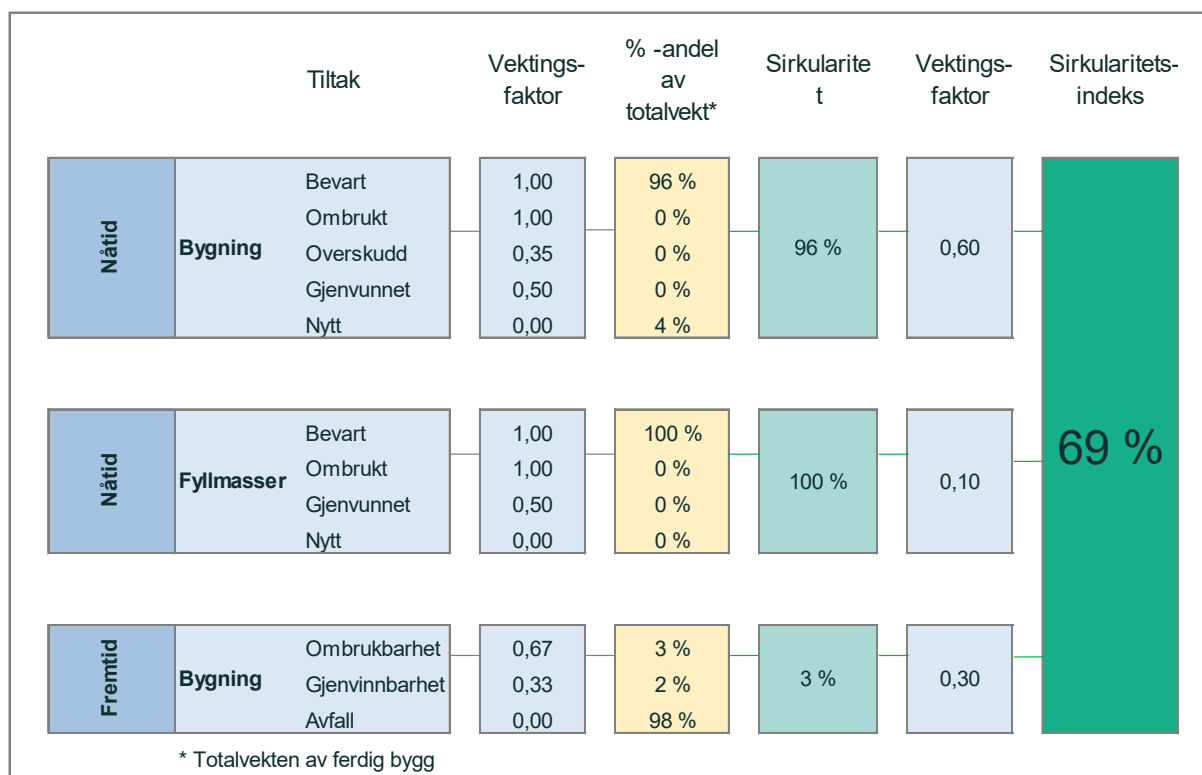 Tiltak
Vektings-
faktor
% -andel
av
totalvekt*
Sirkularite
t
Vektings-
faktor
Sirkularitets-
indeks
Nåtid
Bygning
Bevart 1,00 96 %
Ombrukt 1,00 0 %
Overskudd 0,35 0 %
Gjenvunnet 0,50 0 %
Nytt 0,00 4 %
96 %
0,60
Nåtid
Fyllmasser
Bevart 1,00 100 %
Ombrukt 1,00 0 %
Gjenvunnet 0,50 0 %
Nytt 0,00 0 %
100 %
0,10
69 %
Fremtid
Bygning
Ombrukbarhet 0,67 3 %
Gjenvinnbarhet 0,33 2 %
Avfall 0,00 98 %
3 %
0,30
* Totalvekten av ferdig bygg